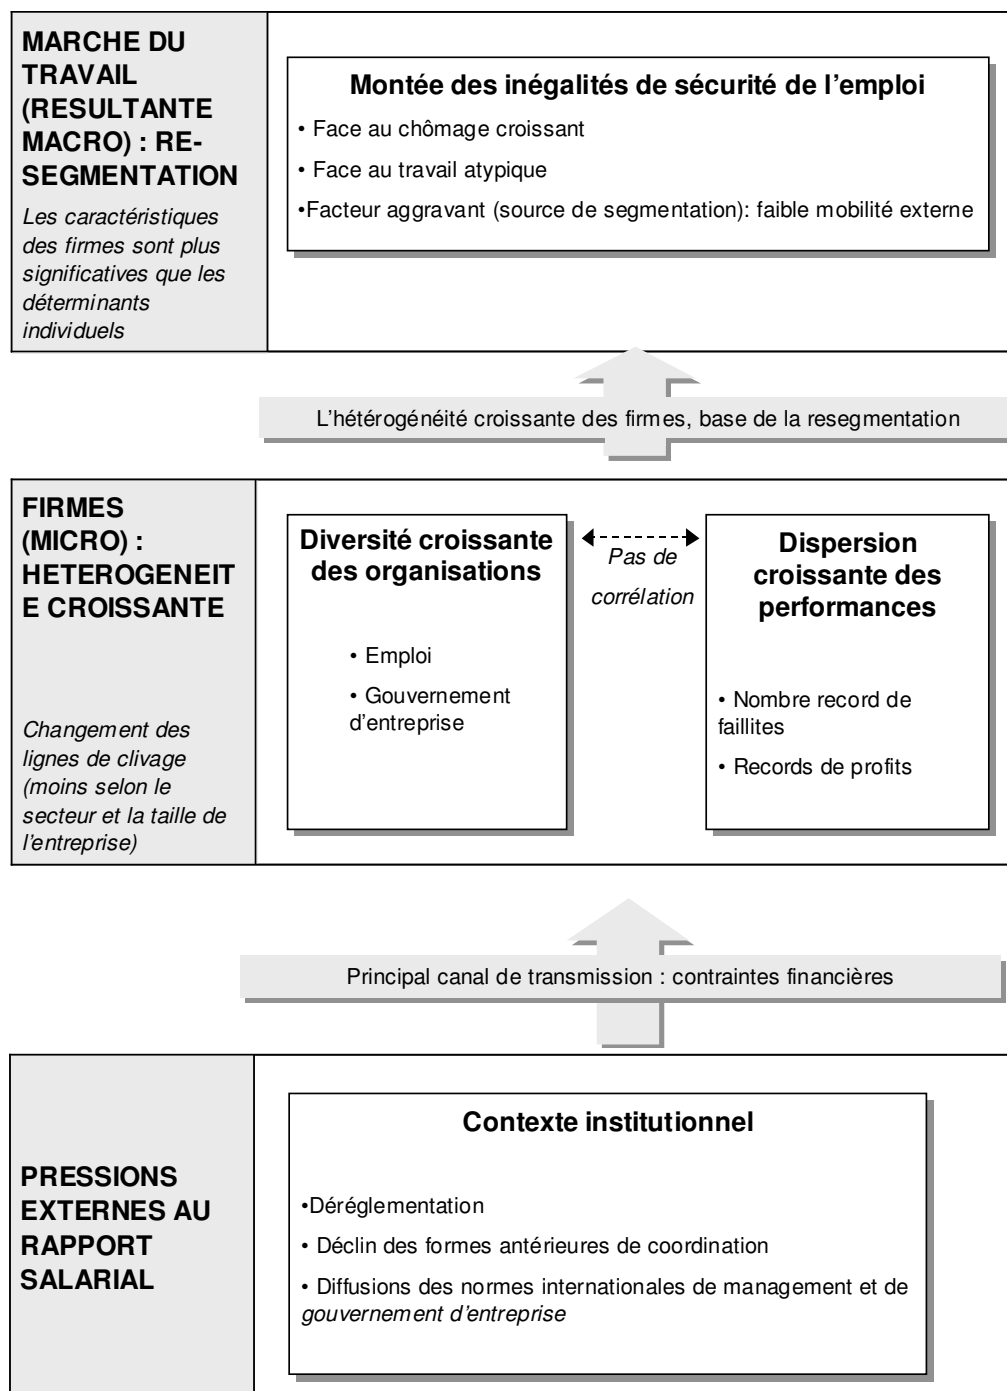 MARCHE DU
TRAVAIL
(RESULTANTE
MACRO) : RE-
SEGMENTATION
Les caractéristiques
des firmes sont plus
significatives que les
déterminants
individuels
Montée des inégalités de sécurité de l'emploi
• Face au chômage croissant
• Face au travail atypique
•Facteur aggravant (source de segmentation): faible mobilité externe
L'hétérogénéité croissante des firmes, base de la resegmentation
FIRMES
(MICRO) :
HETEROGENEIT
E CROISSANTE
Changement des
lignes de clivage
(moins selon le
secteur et la taille de
l'entreprise)
Diversité croissante
des organisations
• Emploi
• Gouvernement
d'entreprise
Pas de
corrélation
Dispersion
croissante des
performances
• Nombre record de
faillites
• Records de profits
Principal canal de transmission : contraintes financières
PRESSIONS
EXTERNES AU
RAPPORT
SALARIAL
Contexte institutionnel
•Déréglementation
• Déclin des formes antérieures de coordination
• Diffusions des normes internationales de management et de
gouvernement d'entreprise